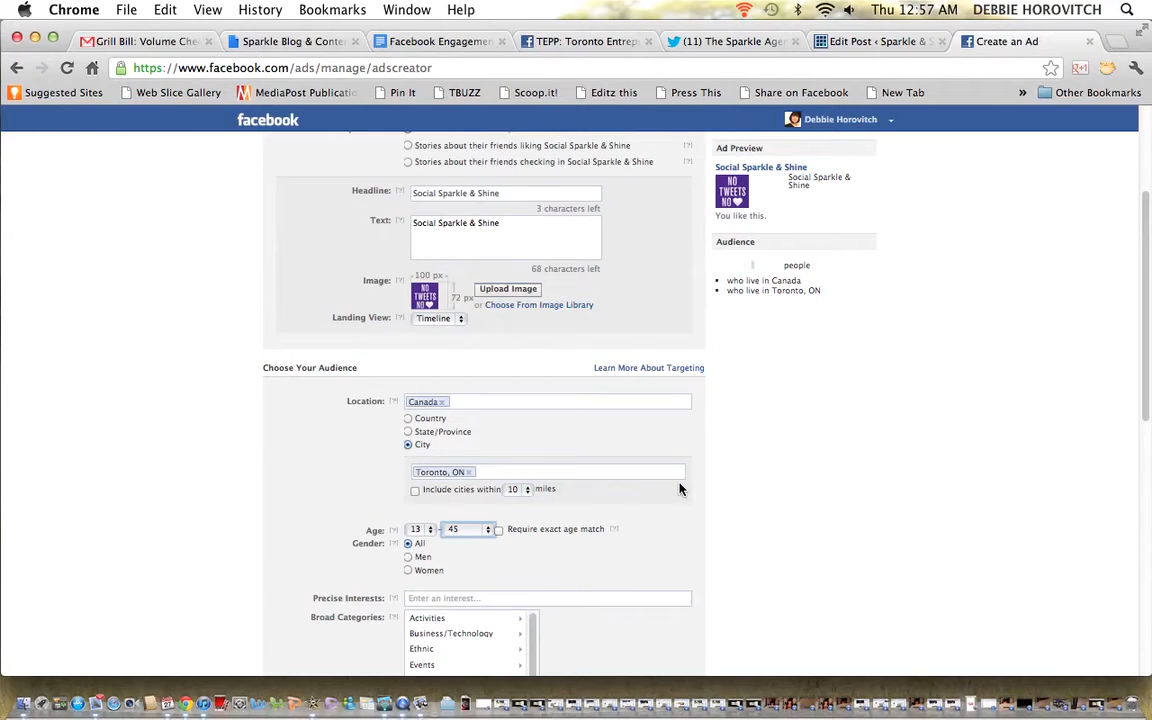 Chrome File Edit View History Bookmarks Window Help Thu 12:57 AM DEBBIE HOROVITCH
Grill Bill: Volume Che Sparkle Blog & Conte Facebook Engagemen TEPP: Toronto Entrep (11) The Sparkle Agen Edit Post ‹ Sparkle & S Create an Ad
https://www.facebook.com/ads/manage/adscreator
Suggested Sites Web Slice Gallery MediaPost Publicatio Pin It TBUZZ Scoop.it! Editz this Press This Share on Facebook New Tab » Other Bookmarks
facebook Debbie Horovitch
Stories about their friends liking Social Sparkle & Shine [?]
Stories about their friends checking in Social Sparkle & Shine [?]
Headline: [?] Social Sparkle & Shine
3 characters left
Text: [?] Social Sparkle & Shine
68 characters left
Image: [?] 100 px
NO TWEETS NO
72 px
Upload Image
or Choose From Image Library
Landing View: [?] Timeline
Ad Preview
Social Sparkle & Shine
NO TWEETS NO
Social Sparkle &
Shine
You like this.
Audience
people
who live in Canada
who live in Toronto, ON
Choose Your Audience Learn More About Targeting
Location: [?] Canada ×
Country
State/Province
City
Toronto, ON ×
Include cities within 10 miles
Age: [?] 13 - 45 Require exact age match [?]
Gender: [?] All
Men
Women
Precise Interests: [?] Enter an interest...
Broad Categories: [?] Activities
Business/Technology
Ethnic
Events